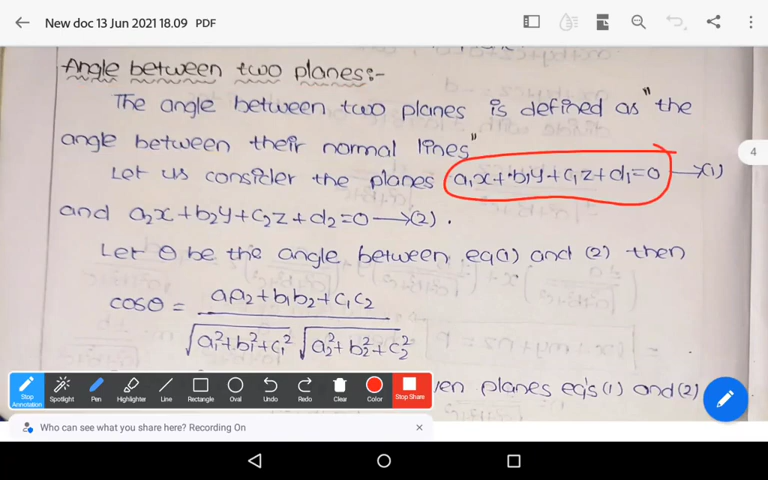 New doc 13 Jun 2021 18.09 PDF
Angle between two planes:-
The angle between two planes is defined as "the
angle between their normal lines"
Let us consider the planes a₁x+b₁y+c₁z+d₁=0 →(1)
and a₂x+b₂y+c₂z+d₂=0 →(2).
Let θ be the angle between eq(1) and (2) then
cosθ = a₁a₂+b₁b₂+c₁c₂ / √a₁²+b₁²+c₁² √a₂²+b₂²+c₂²
planes eq's (1) and (2)
4
Stop Annotation Spotlight Pen Highlighter Line Rectangle Oval Undo Redo Clear Color Stop Share
Who can see what you share here? Recording On